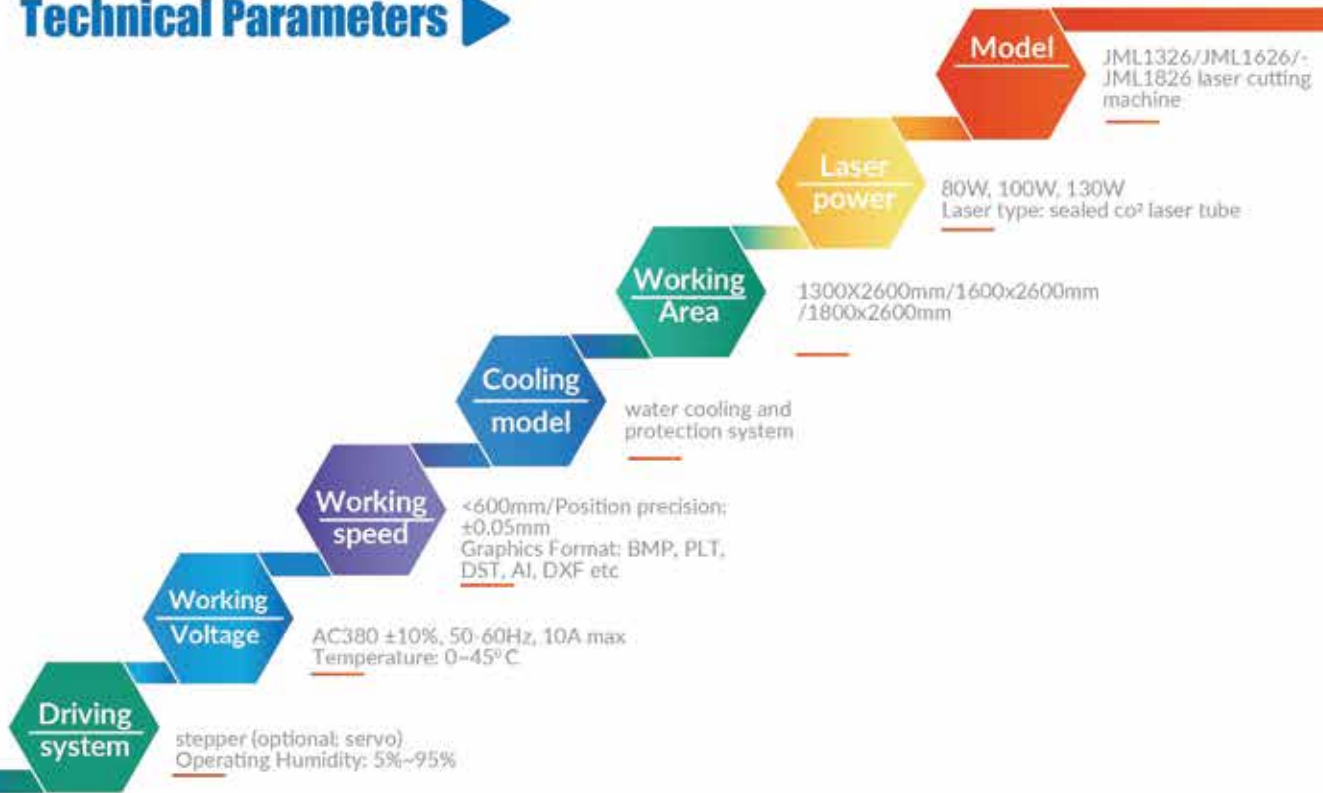 Technical Parameters
Model
JML1326/JML1626/-
JML1826 laser cutting
machine
Laser
power
80W, 100W, 130W
Laser type: sealed co² laser tube
Working
Area
1300X2600mm/1600x2600mm
/1800x2600mm
Cooling
model
water cooling and
protection system
Working
speed
<600mm/Position precision:
±0.05mm
Graphics Format: BMP, PLT,
DST, AI, DXF etc
Working
Voltage
AC380 ±10%, 50-60Hz, 10A max
Temperature: 0~45⁰ C
Driving
system
stepper (optional: servo)
Operating Humidity: 5%~95%